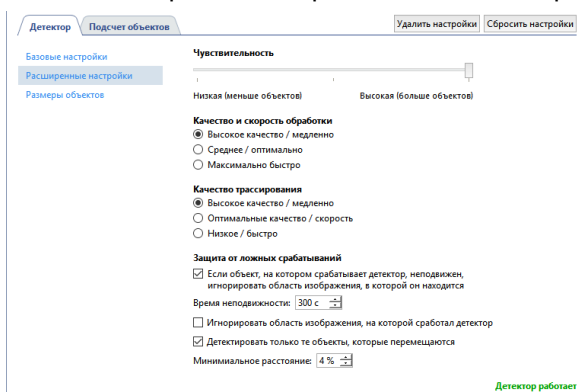 Детектор Подсчет объектов Удалить настройки Сбросить настройки
Базовые настройки
Расширенные настройки
Размеры объектов
Чувствительность
Низкая (меньше объектов) Высокая (больше объектов)
Качество и скорость обработки
Высокое качество / медленно
Среднее / оптимально
Максимально быстро
Качество трассирования
Высокое качество / медленно
Оптимальные качество / скорость
Низкое / быстро
Защита от ложных срабатываний
Если объект, на котором срабатывает детектор, неподвижен,
игнорировать область изображения, в которой он находится
Время неподвижности: 300 с
Игнорировать область изображения, на которой сработал детектор
Детектировать только те объекты, которые перемещаются
Минимиальное расстояние: 4 %
Детектор работает